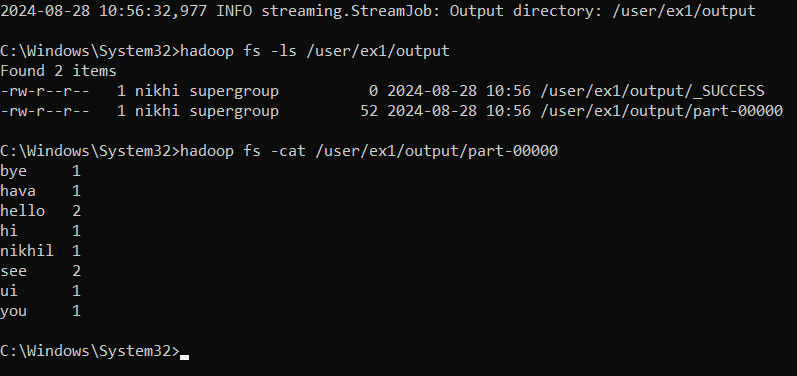 2024-08-28 10:56:32,977 INFO streaming.StreamJob: Output directory: /user/ex1/output
C:\Windows\System32>hadoop fs -ls /user/ex1/output
Found 2 items
-rw-r--r--   1 nikhi supergroup          0 2024-08-28 10:56 /user/ex1/output/_SUCCESS
-rw-r--r--   1 nikhi supergroup         52 2024-08-28 10:56 /user/ex1/output/part-00000
C:\Windows\System32>hadoop fs -cat /user/ex1/output/part-00000
bye     1
hava    1
hello   2
hi      1
nikhil  1
see     2
ui      1
you     1
C:\Windows\System32>